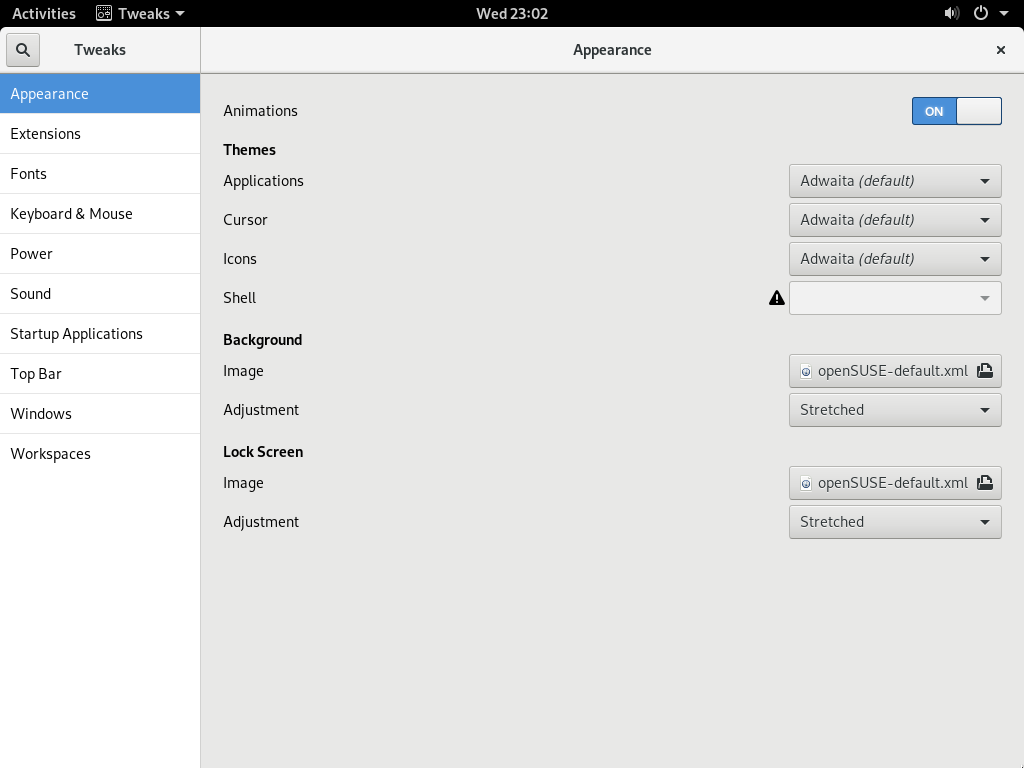 Activities Tweaks Wed 23:02
Tweaks Appearance
Appearance
Extensions
Fonts
Keyboard & Mouse
Power
Sound
Startup Applications
Top Bar
Windows
Workspaces
Animations ON
Themes
Applications Adwaita (default)
Cursor Adwaita (default)
Icons Adwaita (default)
Shell
Background
Image openSUSE-default.xml
Adjustment Stretched
Lock Screen
Image openSUSE-default.xml
Adjustment Stretched